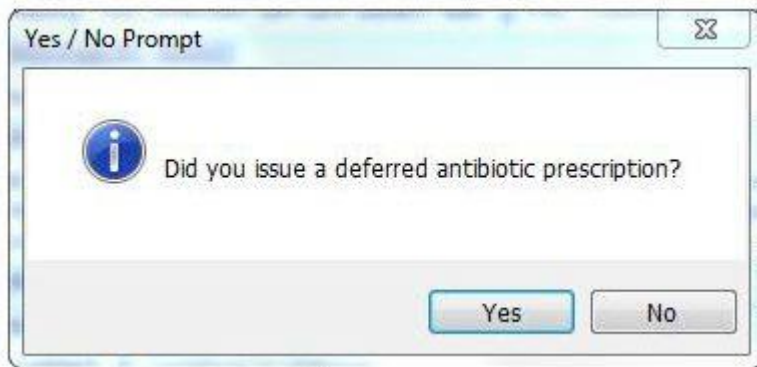 Yes / No Prompt
Did you issue a deferred antibiotic prescription?
Yes
No